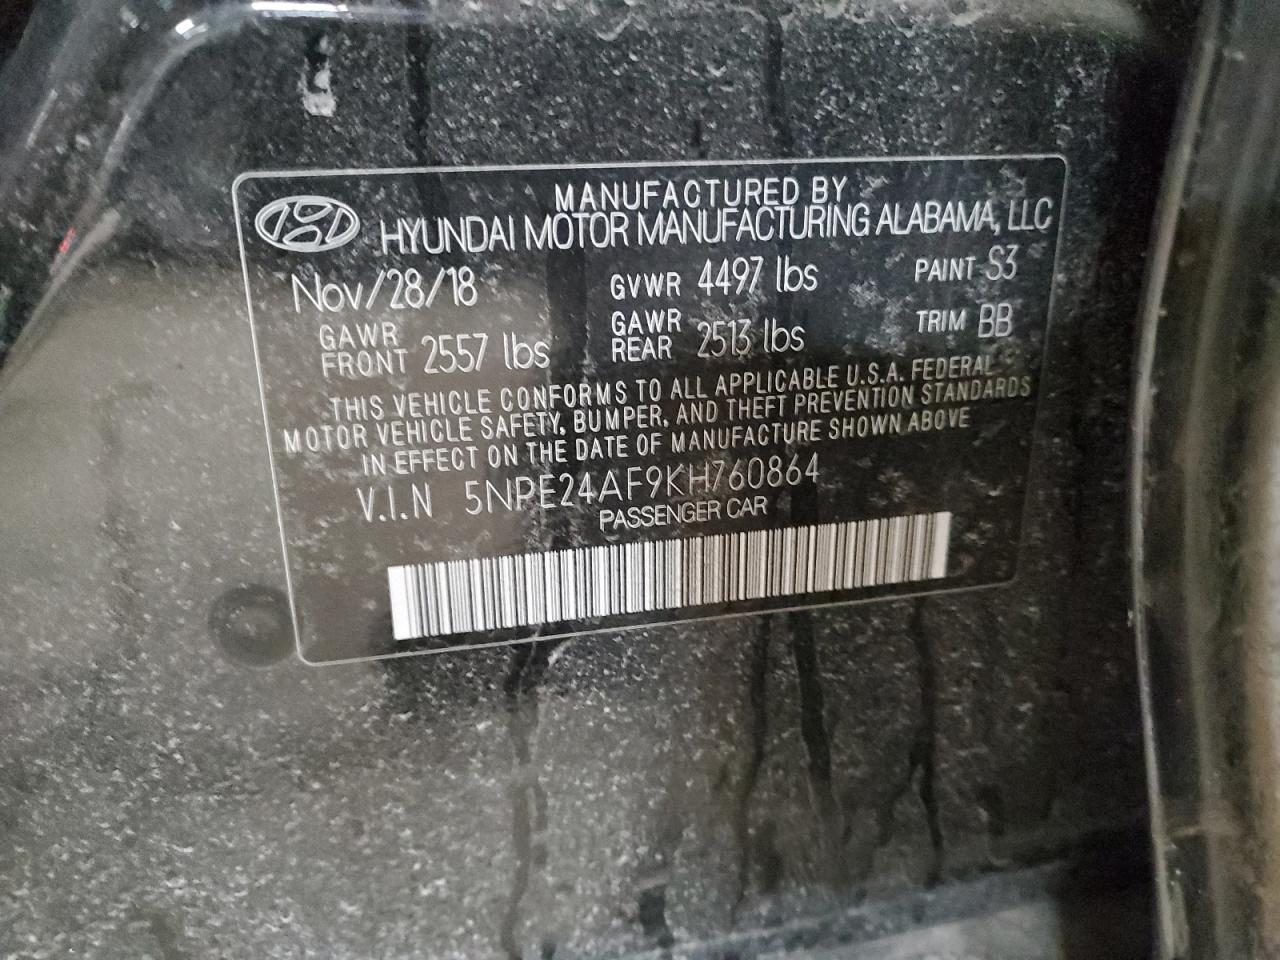 MANUFACTURED BY
HYUNDAI MOTOR MANUFACTURING ALABAMA, LLC
Nov/28/18 GVWR 4497 lbs PAINT S3
GAWR FRONT 2557 lbs GAWR REAR 2513 lbs TRIM BB
THIS VEHICLE CONFORMS TO ALL APPLICABLE U.S.A. FEDERAL
MOTOR VEHICLE SAFETY, BUMPER, AND THEFT PREVENTION STANDARDS
IN EFFECT ON THE DATE OF MANUFACTURE SHOWN ABOVE
V.I.N 5NPE24AF9KH760864
PASSENGER CAR